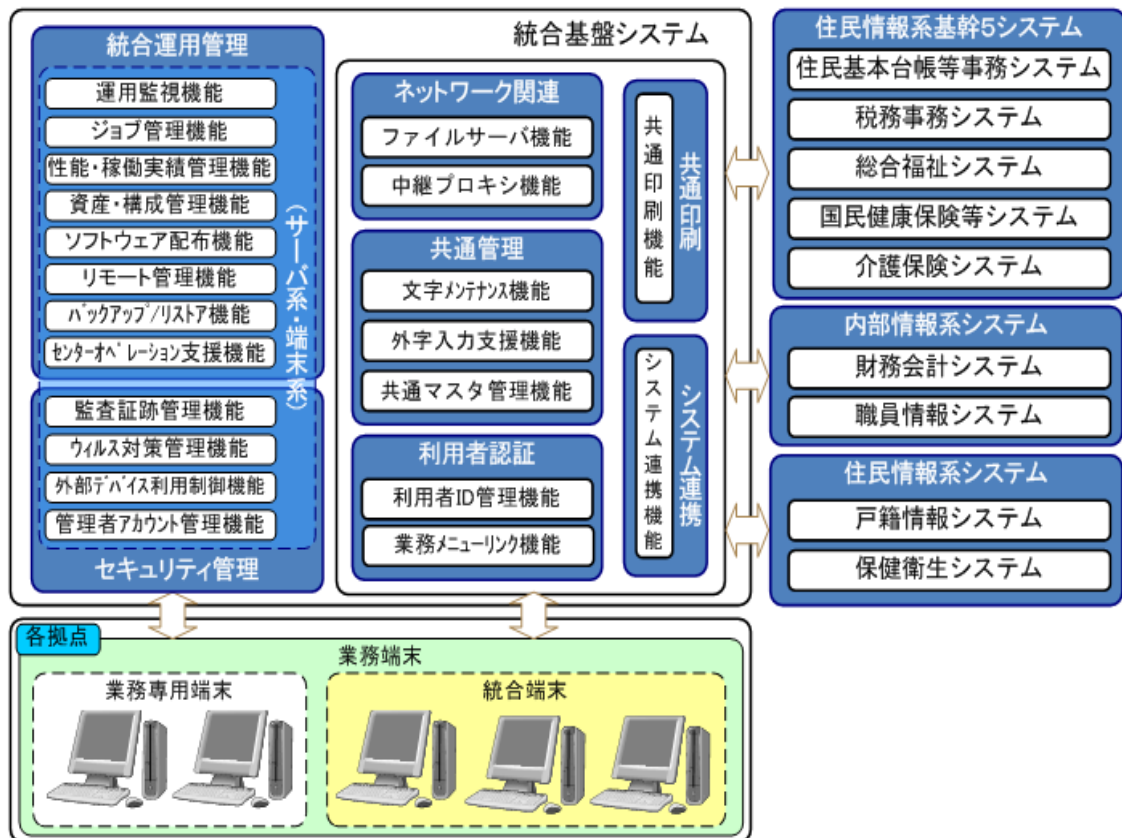 統合基盤システム
統合運用管理
運用監視機能
ジョブ管理機能
性能・稼働実績管理機能
資産・構成管理機能
ソフトウェア配布機能
リモート管理機能
バックアップ/リストア機能
センターオペレーション支援機能
(サーバ系・端末系)
監査証跡管理機能
ウィルス対策管理機能
外部デバイス利用制御機能
管理者アカウント管理機能
セキュリティ管理
ネットワーク関連
ファイルサーバ機能
中継プロキシ機能
共通管理
文字メンテナンス機能
外字入力支援機能
共通マスタ管理機能
利用者認証
利用者ID管理機能
業務メニューリンク機能
共通印刷
共通印刷機能
システム連携
システム連携機能
住民情報系基幹5システム
住民基本台帳等事務システム
税務事務システム
総合福祉システム
国民健康保険等システム
介護保険システム
内部情報系システム
財務会計システム
職員情報システム
住民情報系システム
戸籍情報システム
保健衛生システム
各拠点
業務端末
業務専用端末
統合端末